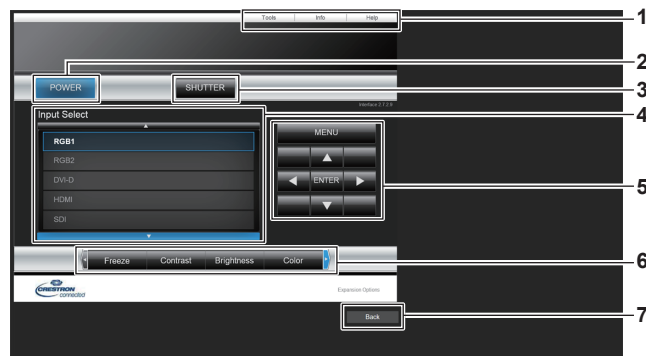 Tools Info Help
1
2
POWER SHUTTER
3
Interface 2.7.2.9
Input Select
4
MENU
RGB1
RGB2
DVI-D
ENTER
5
HDMI
SDI
Freeze Contrast Brightness Color
6
CRESTRON
connected
Expansion Options
Back
7